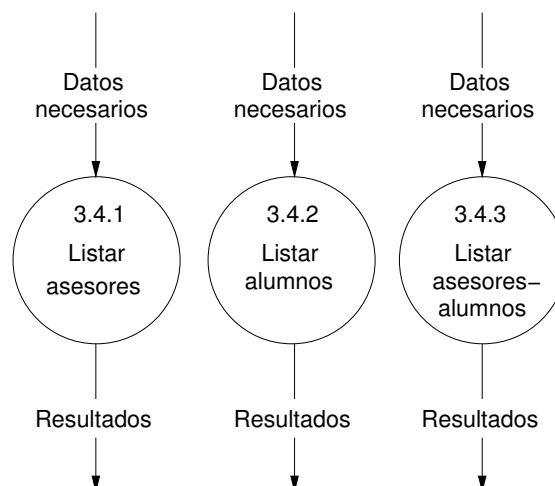 Datos
necesarios
Datos
necesarios
Datos
necesarios
3.4.1
Listar
asesores
3.4.2
Listar
alumnos
3.4.3
Listar
asesores−
alumnos
Resultados
Resultados
Resultados